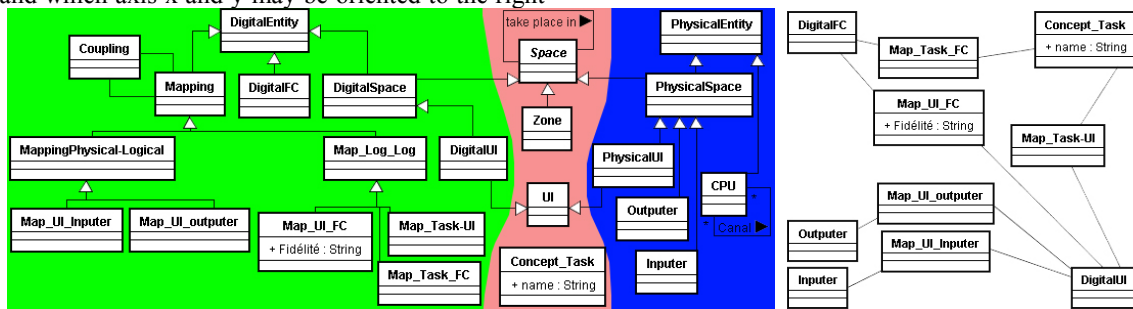 and which axis x and y may be oriented to the right
DigitalEntity
take place in
PhysicalEntity
Coupling
Space
Mapping
DigitalFC
DigitalSpace
PhysicalSpace
Zone
MappingPhysical-Logical
Map_Log_Log
DigitalUI
PhysicalUI
CPU
UI
Map_UI_Inputer
Map_UI_outputer
Map_UI_FC
+ Fidélité : String
Map_Task-UI
Outputer
*
* Canal
Map_Task_FC
Concept_Task
+ name : String
Inputer
DigitalFC
Concept_Task
+ name : String
Map_Task_FC
Map_UI_FC
+ Fidélité : String
Map_Task-UI
Map_UI_outputer
Outputer
Map_UI_Inputer
Inputer
DigitalUI